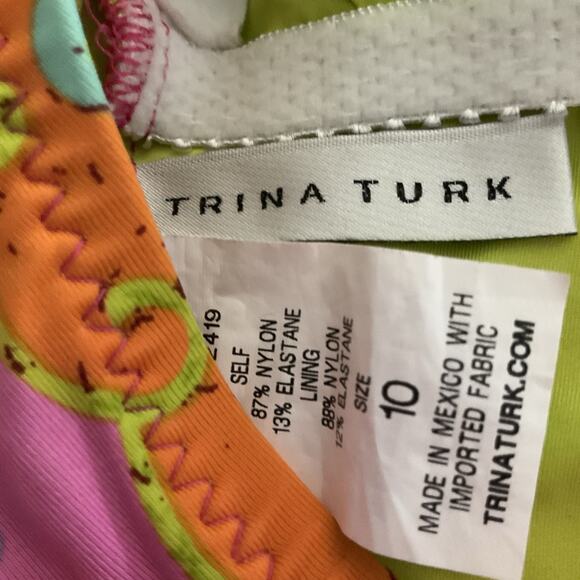 TRINA TURK
2419
SELF
87% NYLON
13% ELASTANE
LINING
88% NYLON
12% ELASTANE
SIZE
10
MADE IN MEXICO WITH
IMPORTED FABRIC
TRINATURK.COM